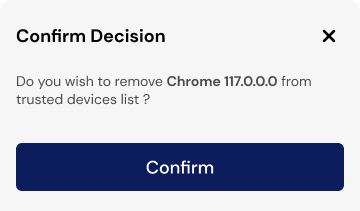 Confirm Decision
Do you wish to remove Chrome 117.0.0.0 from
trusted devices list ?
Confirm